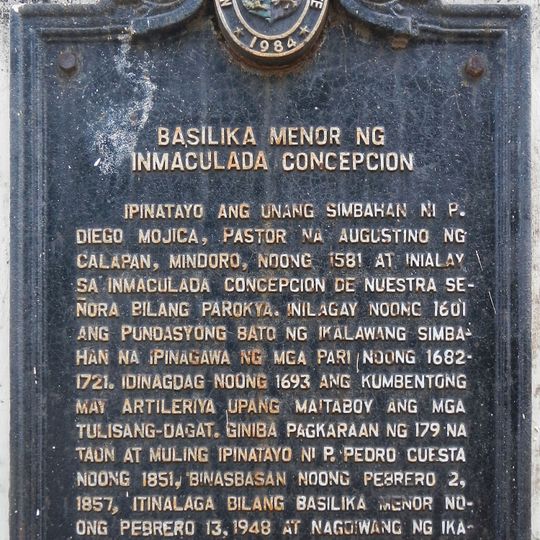 1984
BASILIKA MENOR NG
INMACULADA CONCEPCION
IPINATAYO ANG UNANG SIMBAHAN NI P.
DIEGO MOJICA, PASTOR NA AUGUSTINO NG
CALAPAN, MINDORO, NOONG 1581 AT INIALAY
SA INMACULADA CONCEPCION DE NUESTRA SE-
ÑORA BILANG PAROKYA. INILAGAY NOONG 1601
ANG PUNDASYONG BATO NG IKALAWANG SIMBA-
HAN NA IPINAGAWA NG MGA PARI NOONG 1682-
1721. IDINAGDAG NOONG 1693 ANG KUMBENTONG
MAY ARTILERIYA UPANG MAITABOY ANG MGA
TULISANG-DAGAT. GINIBA PAGKARAAN NG 179 NA
TAON AT MULING IPINATAYO NI P. PEDRO CUESTA
NOONG 1851, BINASBASAN NOONG PEBRERO 2,
1857, ITINALAGA BILANG BASILIKA MENOR NO-
ONG PEBRERO 13, 1948 AT NAGDIWANG NG IKA-